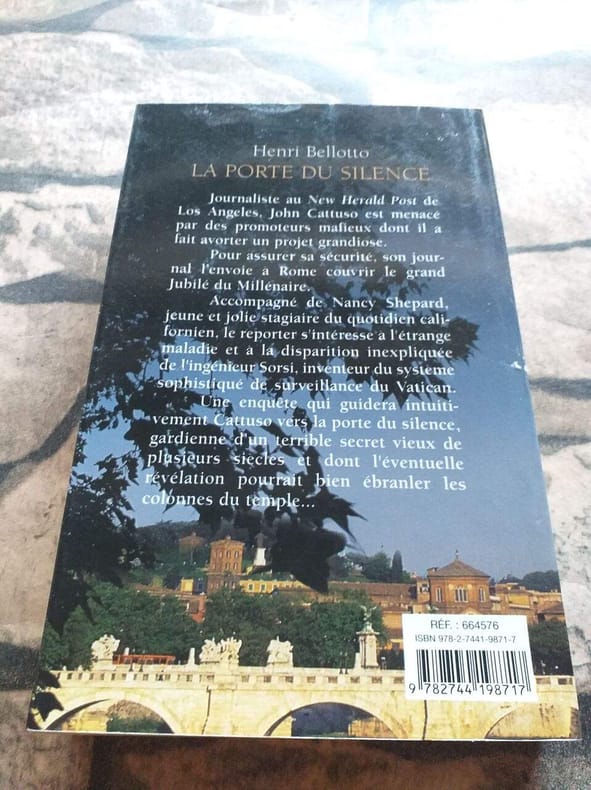 Henri Bellotto
LA PORTE DU SILENCE
Journaliste au New Herald Post de
Los Angeles, John Cattuso est menacé
par des promoteurs mafieux dont il a
fait avorter un projet grandiose.
Pour assurer sa sécurité, son jour-
nal l'envoie à Rome couvrir le grand
Jubilé du Millénaire.
Accompagné de Nancy Shepard,
jeune et jolie stagiaire du quotidien cali-
fornien, le reporter s'intéresse à l'étrange
maladie et à la disparition inexpliquée
de l'ingénieur Sorsi, inventeur du système
sophistiqué de surveillance du Vatican.
Une enquête qui guidera intuiti-
vement Cattuso vers la porte du silence,
gardienne d'un terrible secret vieux de
plusieurs siècles et dont l'éventuelle
révélation pourrait bien ébranler les
colonnes du temple...
RÉF. : 664576
ISBN 978-2-7441-9871-7
9 782744 198717